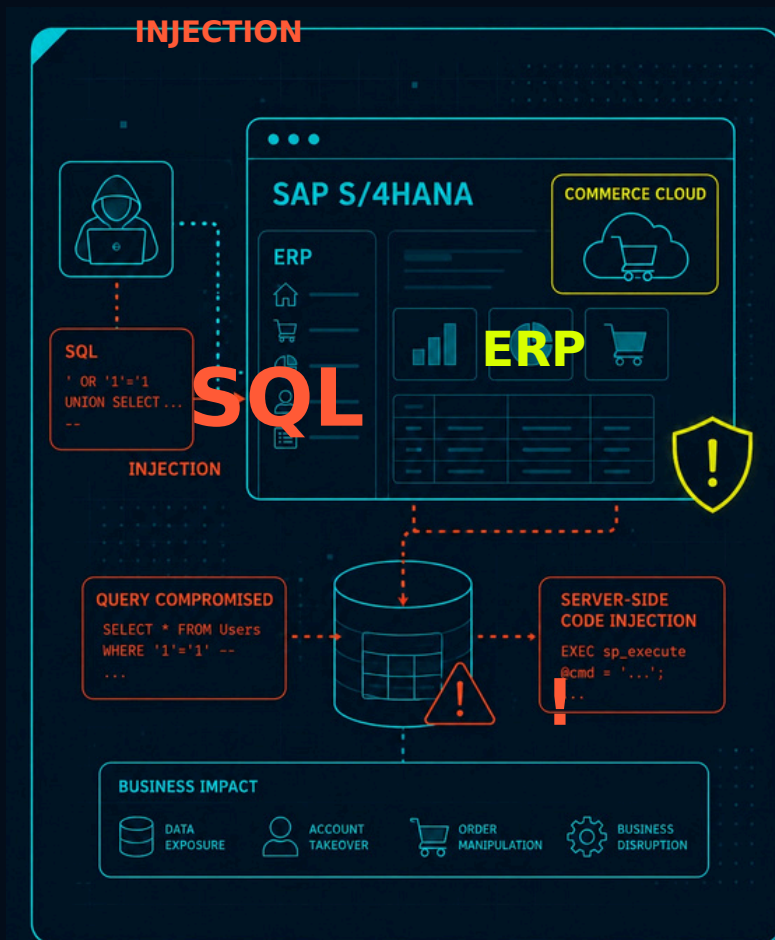 INJECTION
SAP S/4HANA
COMMERCE CLOUD
ERP
ERP
SQL
' OR '1'='1
UNION SELECT...
--
SQL
INJECTION
QUERY COMPROMISED
SELECT * FROM Users
WHERE '1'='1' --
...
SERVER-SIDE
CODE INJECTION
EXEC sp_execute
@cmd = '...';
...
!
!
!
BUSINESS IMPACT
DATA
EXPOSURE
ACCOUNT
TAKEOVER
ORDER
MANIPULATION
BUSINESS
DISRUPTION